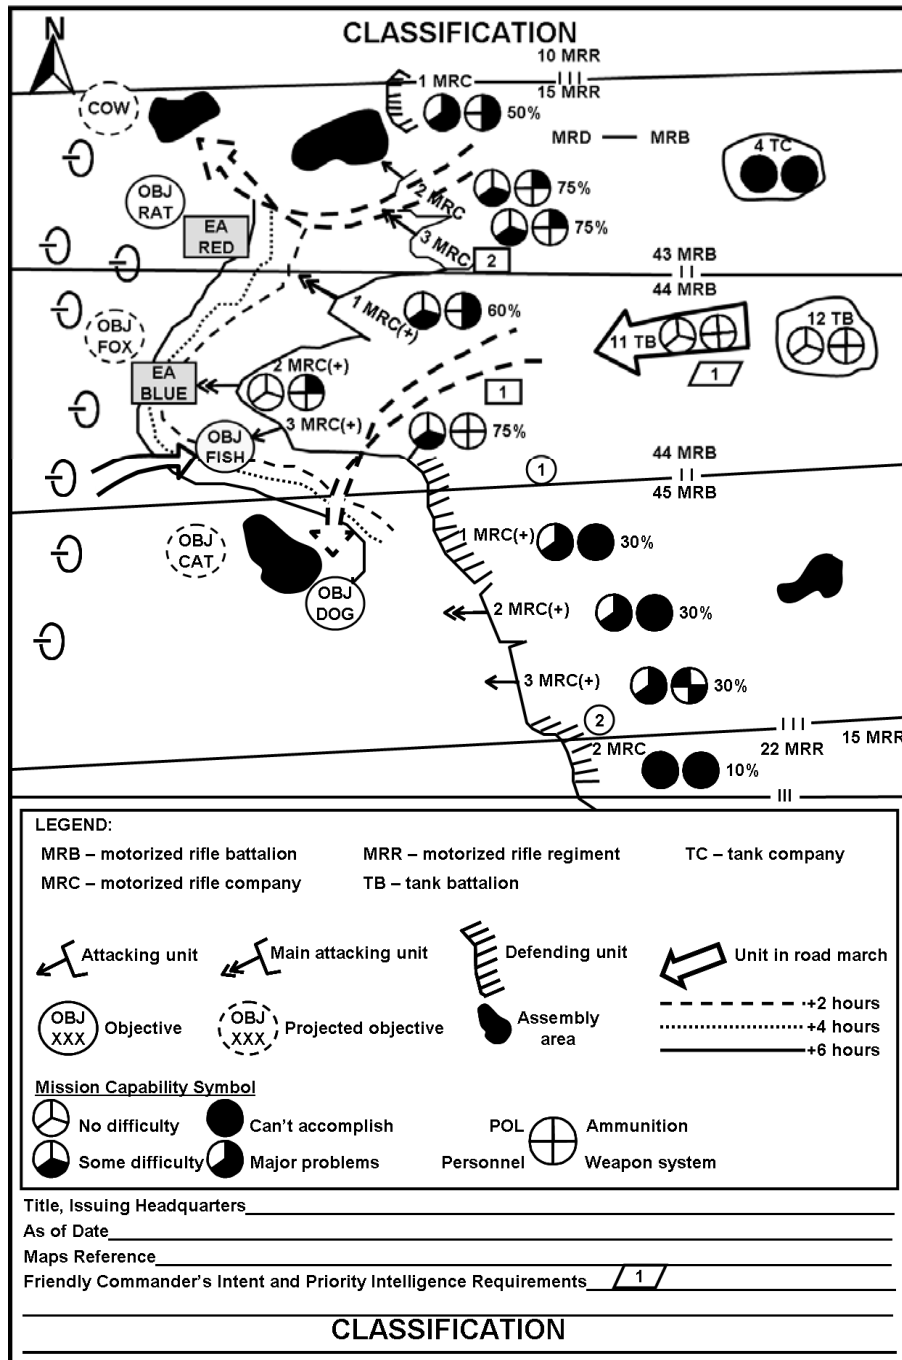 CLASSIFICATION
N
10 MRR
I I I
15 MRR
1 MRC
50%
COW
MRD — MRB
4 TC
2 MRC
75%
OBJ
RAT
3 MRC
75%
EA
RED
2
43 MRB
I I
44 MRB
1 MRC(+)
60%
OBJ
FOX
11 TB
12 TB
1
EA
BLUE
2 MRC(+)
1
3 MRC(+)
75%
OBJ
FISH
44 MRB
I I
45 MRB
1
OBJ
CAT
1 MRC(+)
30%
OBJ
DOG
2 MRC(+)
30%
3 MRC(+)
30%
2
I I I
15 MRR
22 MRR
2 MRC
10%
III
LEGEND:
MRB – motorized rifle battalion
MRR – motorized rifle regiment
TC – tank company
MRC – motorized rifle company
TB – tank battalion
Attacking unit
Main attacking unit
Defending unit
Unit in road march
OBJ
XXX
Objective
OBJ
XXX
Projected objective
Assembly
area
+2 hours
+4 hours
+6 hours
Mission Capability Symbol
No difficulty
Can't accomplish
POL
Ammunition
Some difficulty
Major problems
Personnel
Weapon system
Title, Issuing Headquarters
As of Date
Maps Reference
Friendly Commander's Intent and Priority Intelligence Requirements
1
CLASSIFICATION